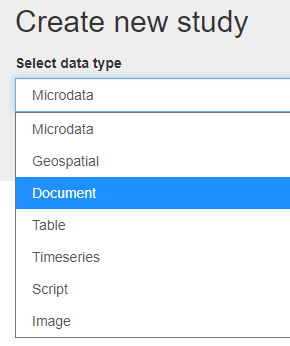 Create new study
Select data type
Microdata
Microdata
Geospatial
Document
Table
Timeseries
Script
Image